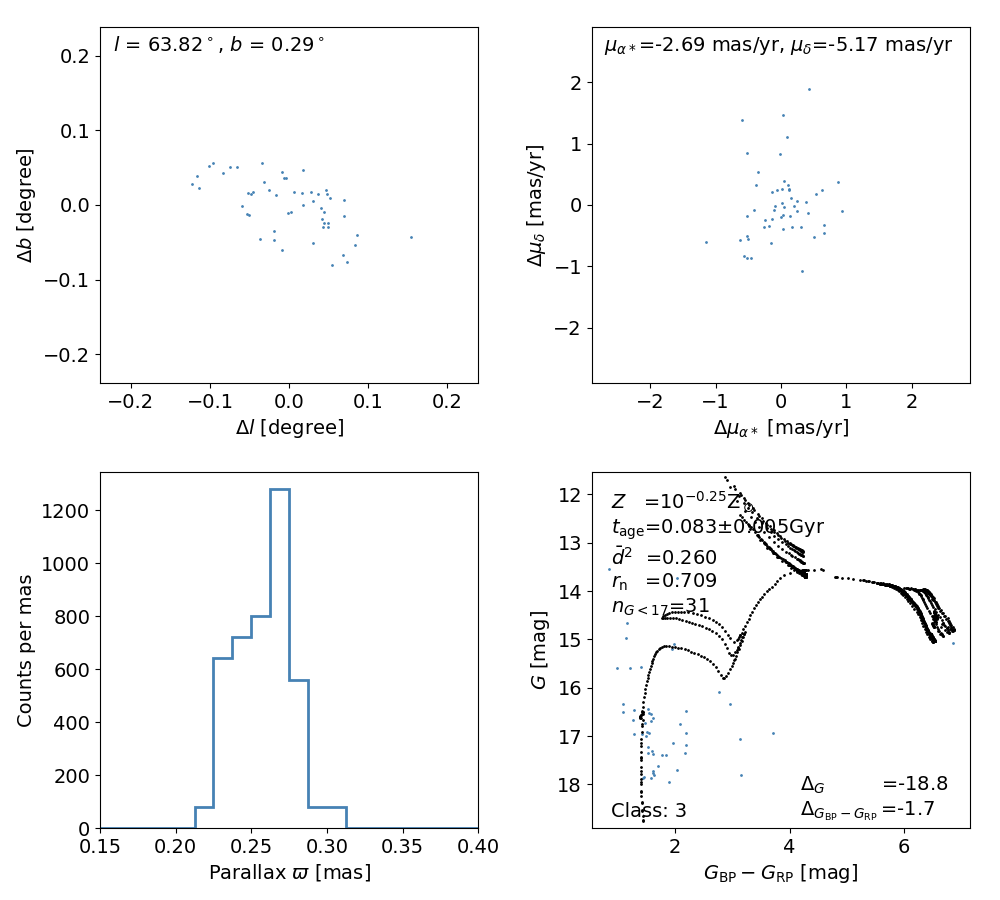 l = 63.82°, b = 0.29°
0.2
0.1
0.0
−0.1
−0.2
Δb [degree]
−0.2 −0.1 0.0 0.1 0.2
Δl [degree]
μα*=-2.69 mas/yr, μδ=-5.17 mas/yr
2
1
0
−1
−2
Δμδ [mas/yr]
−2 −1 0 1 2
Δμα* [mas/yr]
1200
1000
800
600
400
200
0
Counts per mas
0.15 0.20 0.25 0.30 0.35 0.40
Parallax ϖ [mas]
12
13
14
15
16
17
18
G [mag]
Z =10^−0.25 Z⊙
tage=0.083±0.005Gyr
d̄² =0.260
rn =0.709
nG<17=31
ΔG =-18.8
ΔGBP−GRP=-1.7
Class: 3
2 4 6
GBP − GRP [mag]